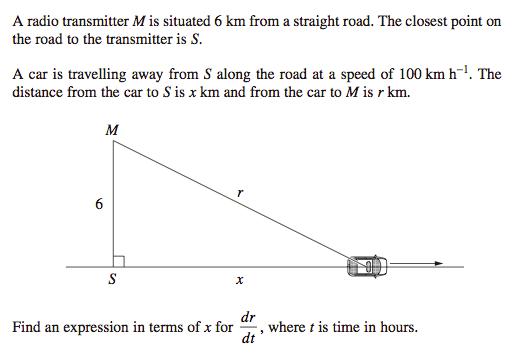 A radio transmitter M is situated 6 km from a straight road. The closest point on
the road to the transmitter is S.
A car is travelling away from S along the road at a speed of 100 km h⁻¹. The
distance from the car to S is x km and from the car to M is r km.
M
r
6
S
x
Find an expression in terms of x for dr/dt, where t is time in hours.